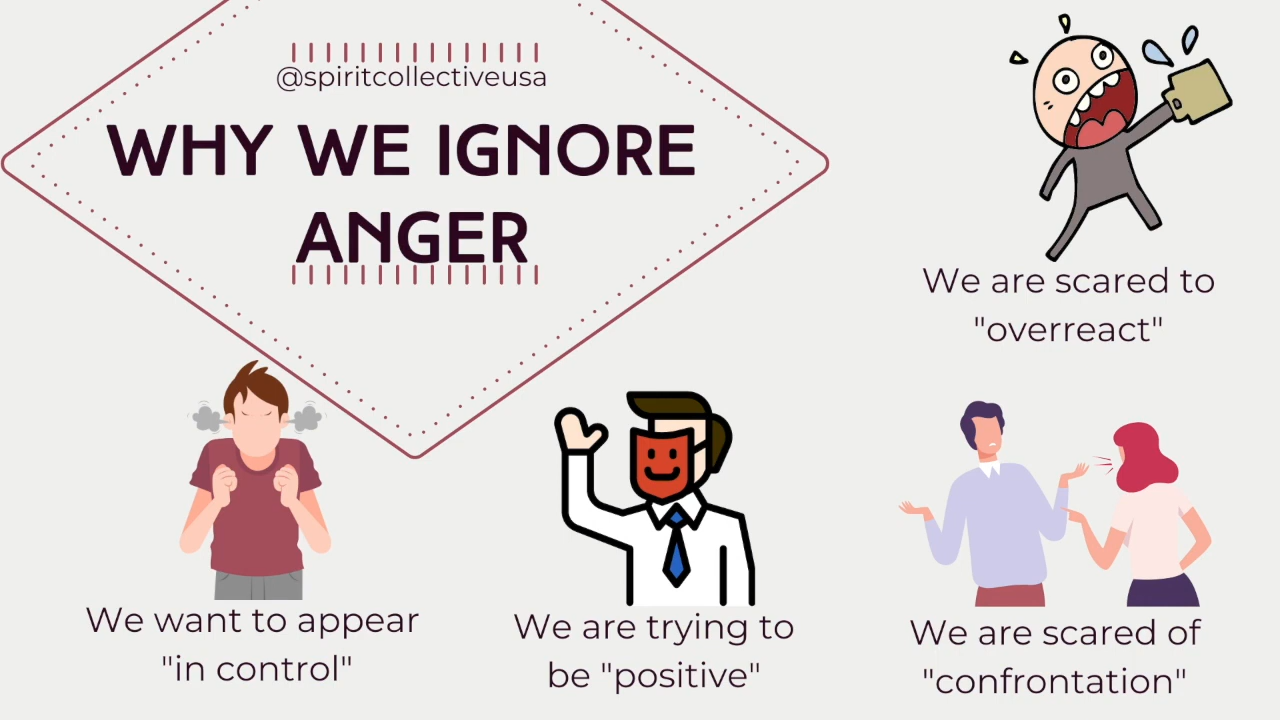 @spiritcollectiveusa
WHY WE IGNORE
ANGER
We are scared to
"overreact"
We want to appear
"in control"
We are trying to
be "positive"
We are scared of
"confrontation"